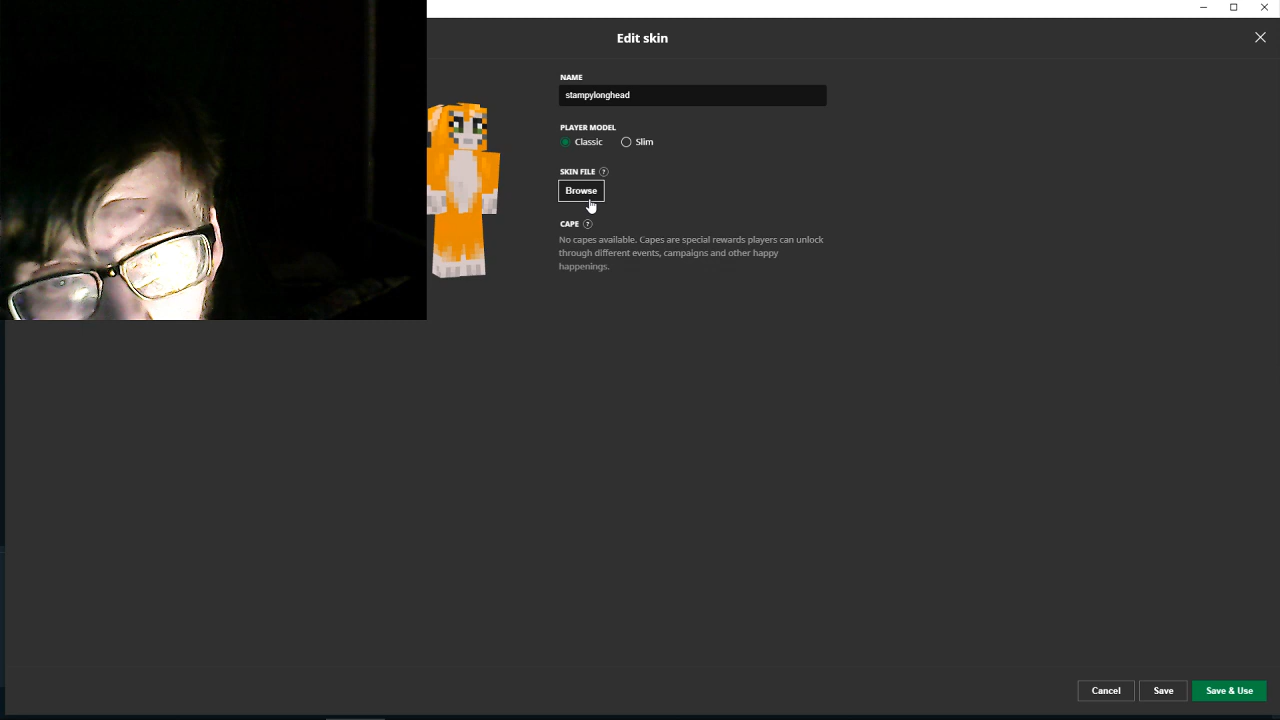 Edit skin
NAME
stampylonghead
PLAYER MODEL
Classic
Slim
SKIN FILE ?
Browse
CAPE ?
No capes available. Capes are special rewards players can unlock
through different events, campaigns and other happy
happenings.
Cancel
Save
Save & Use